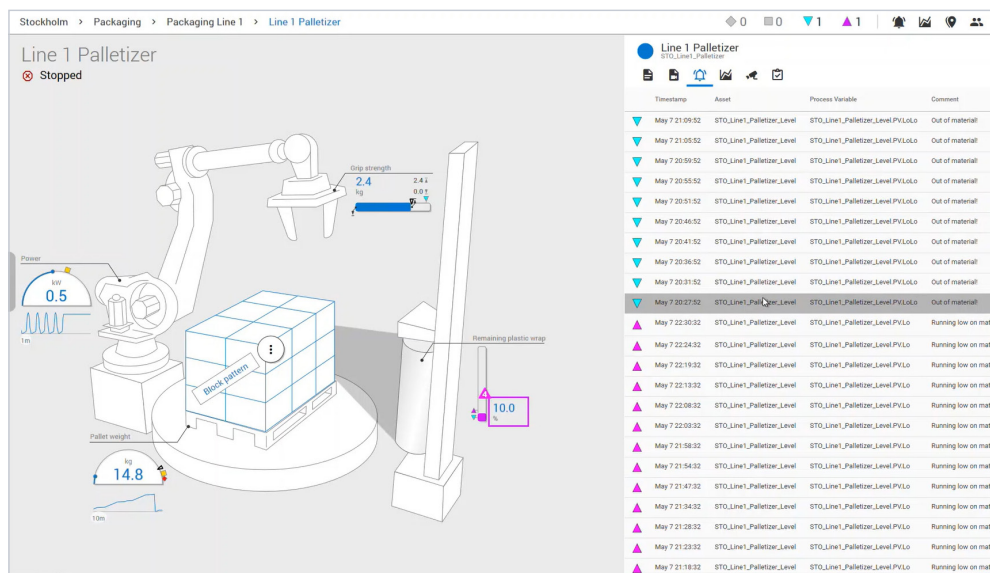 Stockholm > Packaging > Packaging Line 1 > Line 1 Palletizer
0 0 1 1
Line 1 Palletizer
Stopped
Grip strength
2.4
kg
2.4
0.0
Power
kW
0.5
1m
Block pattern
Remaining plastic wrap
10.0
%
Pallet weight
kg
14.8
10m
Line 1 Palletizer
STO_Line1_Palletizer
Timestamp Asset Process Variable Comment
May 7 21:09:52 STO_Line1_Palletizer_Level STO_Line1_Palletizer_Level.PV.LoLo Out of material!
May 7 21:05:52 STO_Line1_Palletizer_Level STO_Line1_Palletizer_Level.PV.LoLo Out of material!
May 7 20:59:52 STO_Line1_Palletizer_Level STO_Line1_Palletizer_Level.PV.LoLo Out of material!
May 7 20:55:52 STO_Line1_Palletizer_Level STO_Line1_Palletizer_Level.PV.LoLo Out of material!
May 7 20:51:52 STO_Line1_Palletizer_Level STO_Line1_Palletizer_Level.PV.LoLo Out of material!
May 7 20:46:52 STO_Line1_Palletizer_Level STO_Line1_Palletizer_Level.PV.LoLo Out of material!
May 7 20:41:52 STO_Line1_Palletizer_Level STO_Line1_Palletizer_Level.PV.LoLo Out of material!
May 7 20:36:52 STO_Line1_Palletizer_Level STO_Line1_Palletizer_Level.PV.LoLo Out of material!
May 7 20:31:52 STO_Line1_Palletizer_Level STO_Line1_Palletizer_Level.PV.LoLo Out of material!
May 7 20:27:52 STO_Line1_Palletizer_Level STO_Line1_Palletizer_Level.PV.LoLo Out of material!
May 7 22:30:32 STO_Line1_Palletizer_Level STO_Line1_Palletizer_Level.PV.Lo Running low on mat
May 7 22:24:32 STO_Line1_Palletizer_Level STO_Line1_Palletizer_Level.PV.Lo Running low on mat
May 7 22:19:32 STO_Line1_Palletizer_Level STO_Line1_Palletizer_Level.PV.Lo Running low on mat
May 7 22:13:32 STO_Line1_Palletizer_Level STO_Line1_Palletizer_Level.PV.Lo Running low on mat
May 7 22:08:32 STO_Line1_Palletizer_Level STO_Line1_Palletizer_Level.PV.Lo Running low on mat
May 7 22:03:32 STO_Line1_Palletizer_Level STO_Line1_Palletizer_Level.PV.Lo Running low on mat
May 7 21:58:32 STO_Line1_Palletizer_Level STO_Line1_Palletizer_Level.PV.Lo Running low on mat
May 7 21:54:32 STO_Line1_Palletizer_Level STO_Line1_Palletizer_Level.PV.Lo Running low on mat
May 7 21:47:32 STO_Line1_Palletizer_Level STO_Line1_Palletizer_Level.PV.Lo Running low on mat
May 7 21:34:32 STO_Line1_Palletizer_Level STO_Line1_Palletizer_Level.PV.Lo Running low on mat
May 7 21:28:32 STO_Line1_Palletizer_Level STO_Line1_Palletizer_Level.PV.Lo Running low on mat
May 7 21:23:32 STO_Line1_Palletizer_Level STO_Line1_Palletizer_Level.PV.Lo Running low on mat
May 7 21:18:32 STO_Line1_Palletizer_Level STO_Line1_Palletizer_Level.PV.Lo Running low on mat